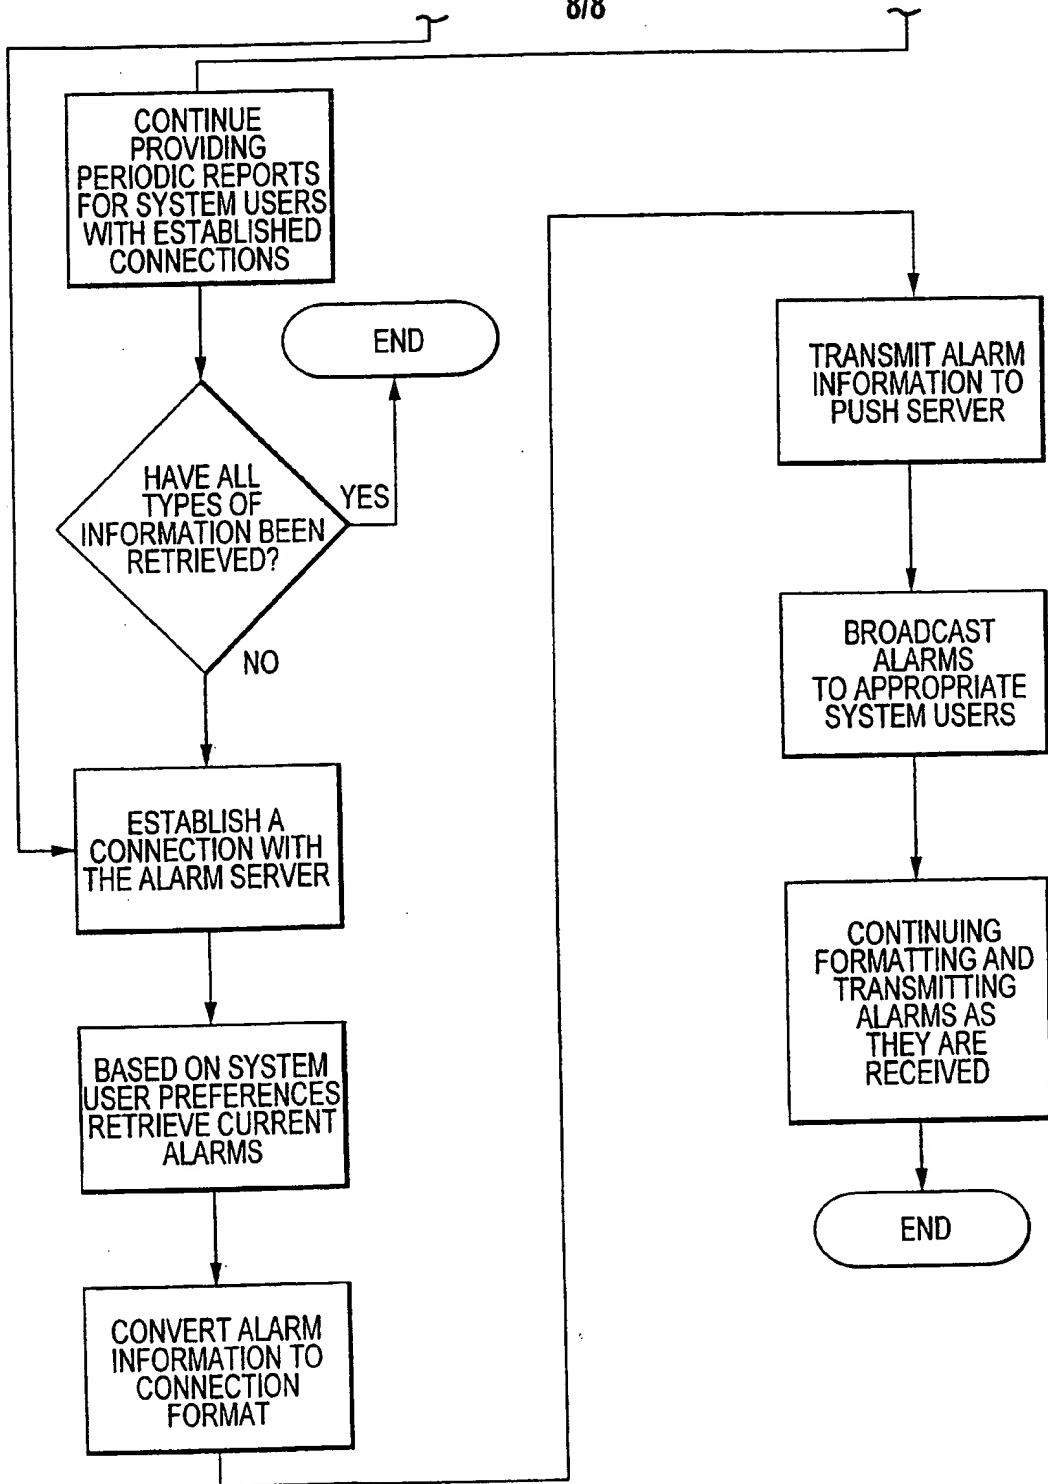 8/8
CONTINUE
PROVIDING
PERIODIC REPORTS
FOR SYSTEM USERS
WITH ESTABLISHED
CONNECTIONS
END
HAVE ALL
TYPES OF
INFORMATION BEEN
RETRIEVED?
YES
NO
ESTABLISH A
CONNECTION WITH
THE ALARM SERVER
BASED ON SYSTEM
USER PREFERENCES
RETRIEVE CURRENT
ALARMS
CONVERT ALARM
INFORMATION TO
CONNECTION
FORMAT
TRANSMIT ALARM
INFORMATION TO
PUSH SERVER
BROADCAST
ALARMS
TO APPROPRIATE
SYSTEM USERS
CONTINUING
FORMATTING AND
TRANSMITTING
ALARMS AS
THEY ARE
RECEIVED
END